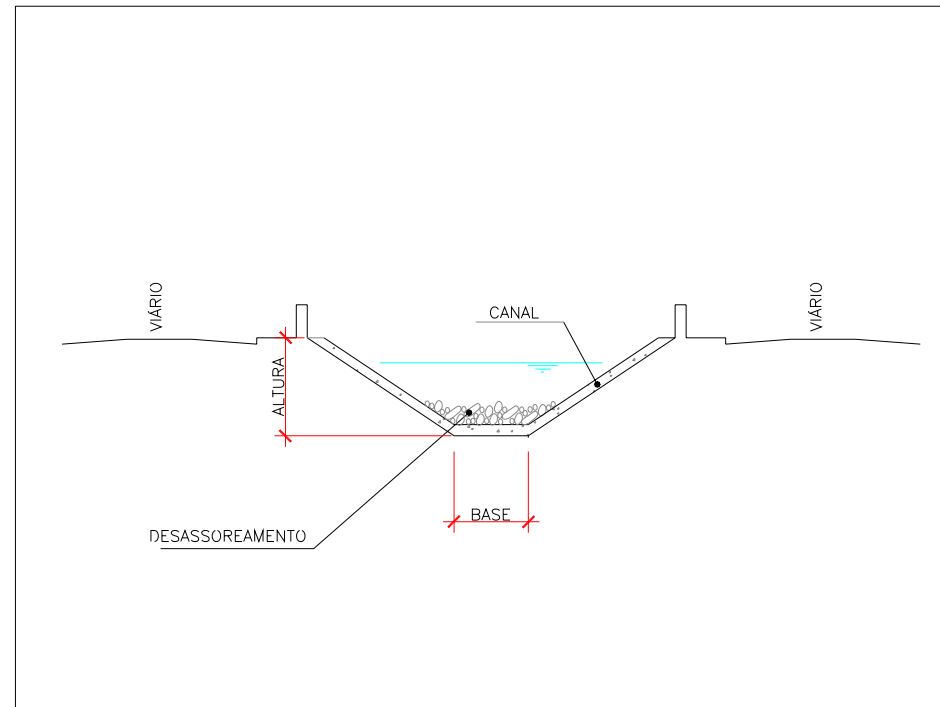 VIÁRIO
VIÁRIO
CANAL
ALTURA
BASE
DESASSOREAMENTO